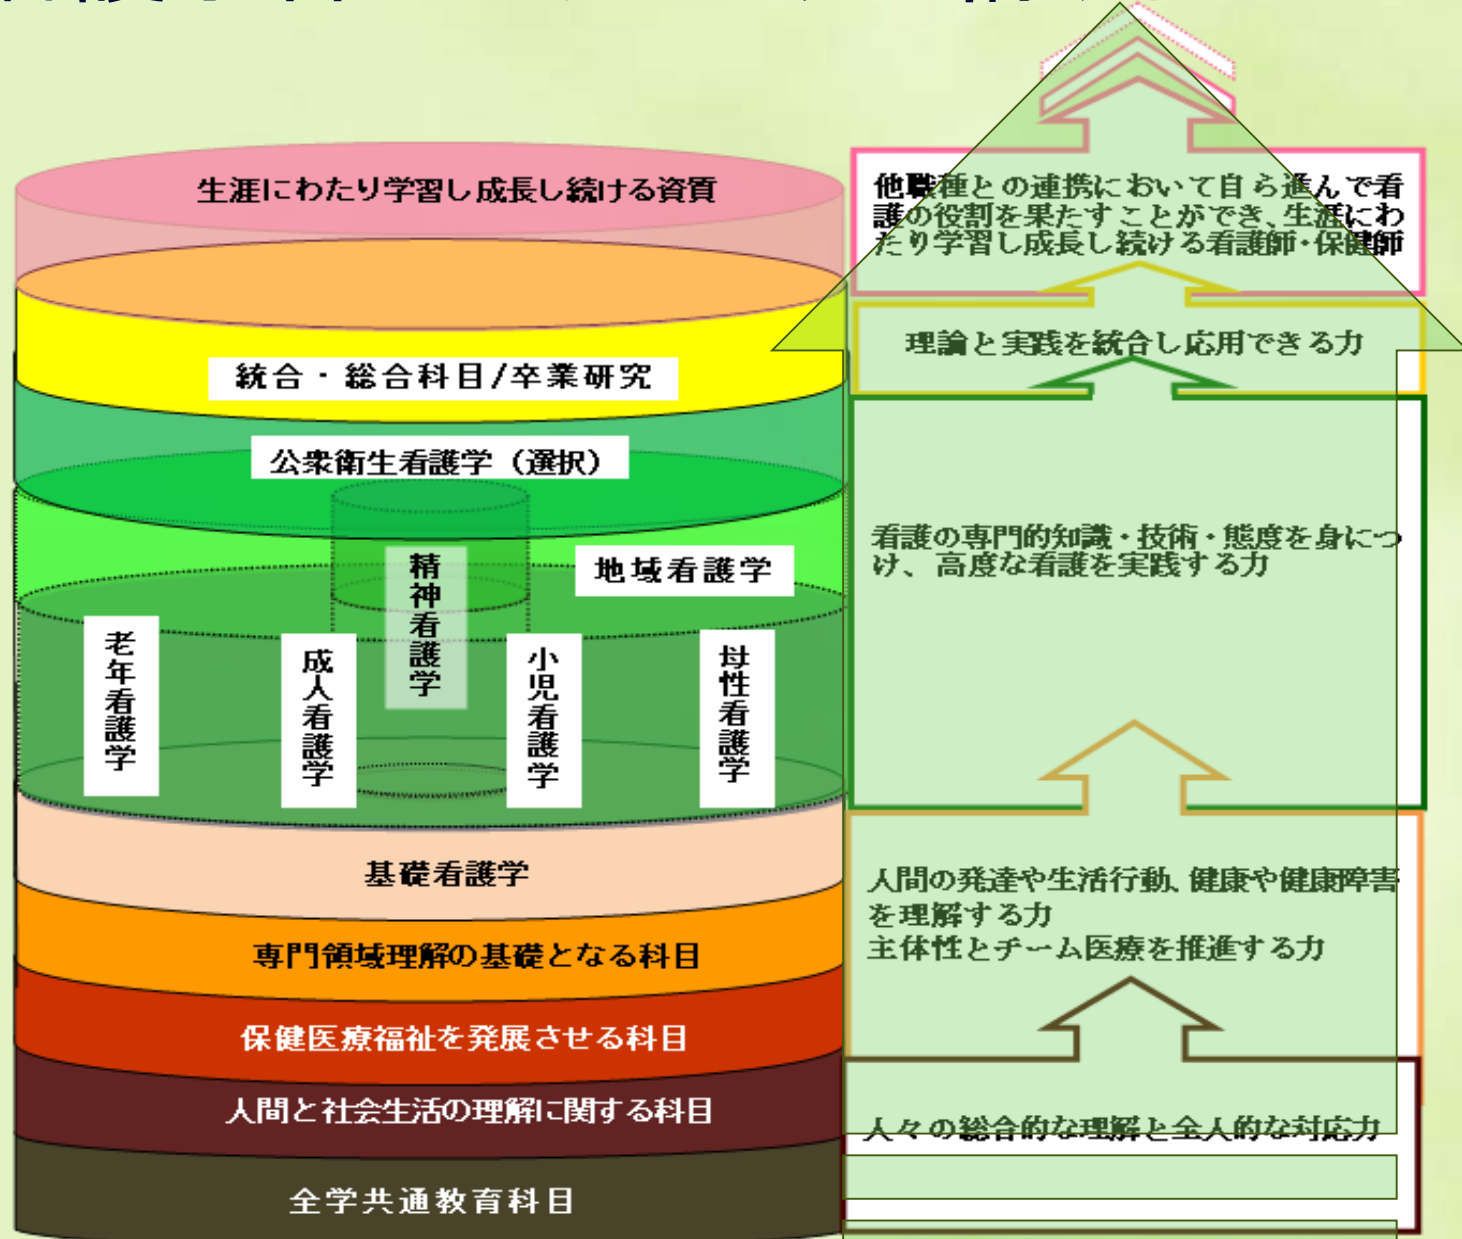 生涯にわたり学習し成長し続ける資質
統合・総合科目/卒業研究
公衆衛生看護学（選択）
精神看護学
地域看護学
老年看護学
成人看護学
小児看護学
母性看護学
基礎看護学
専門領域理解の基礎となる科目
保健医療福祉を発展させる科目
人間と社会生活の理解に関する科目
全学共通教育科目
他職種との連携において自ら進んで看
護の役割を果たすことができ、生涯にわ
たり学習し成長し続ける看護師・保健師
理論と実践を統合し応用できる力
看護の専門的知識・技術・態度を身につ
け、高度な看護を実践する力
人間の発達や生活行動、健康や健康障害
を理解する力
主体性とチーム医療を推進する力
人々の総合的な理解と全人的な対応力